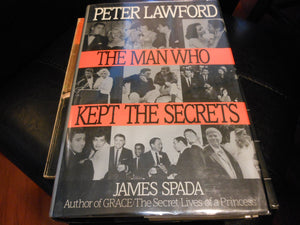 PETER LAWFORD
THE MAN WHO
KEPT THE SECRETS
JAMES SPADA
Author of GRACE/The Secret Lives of a Princess